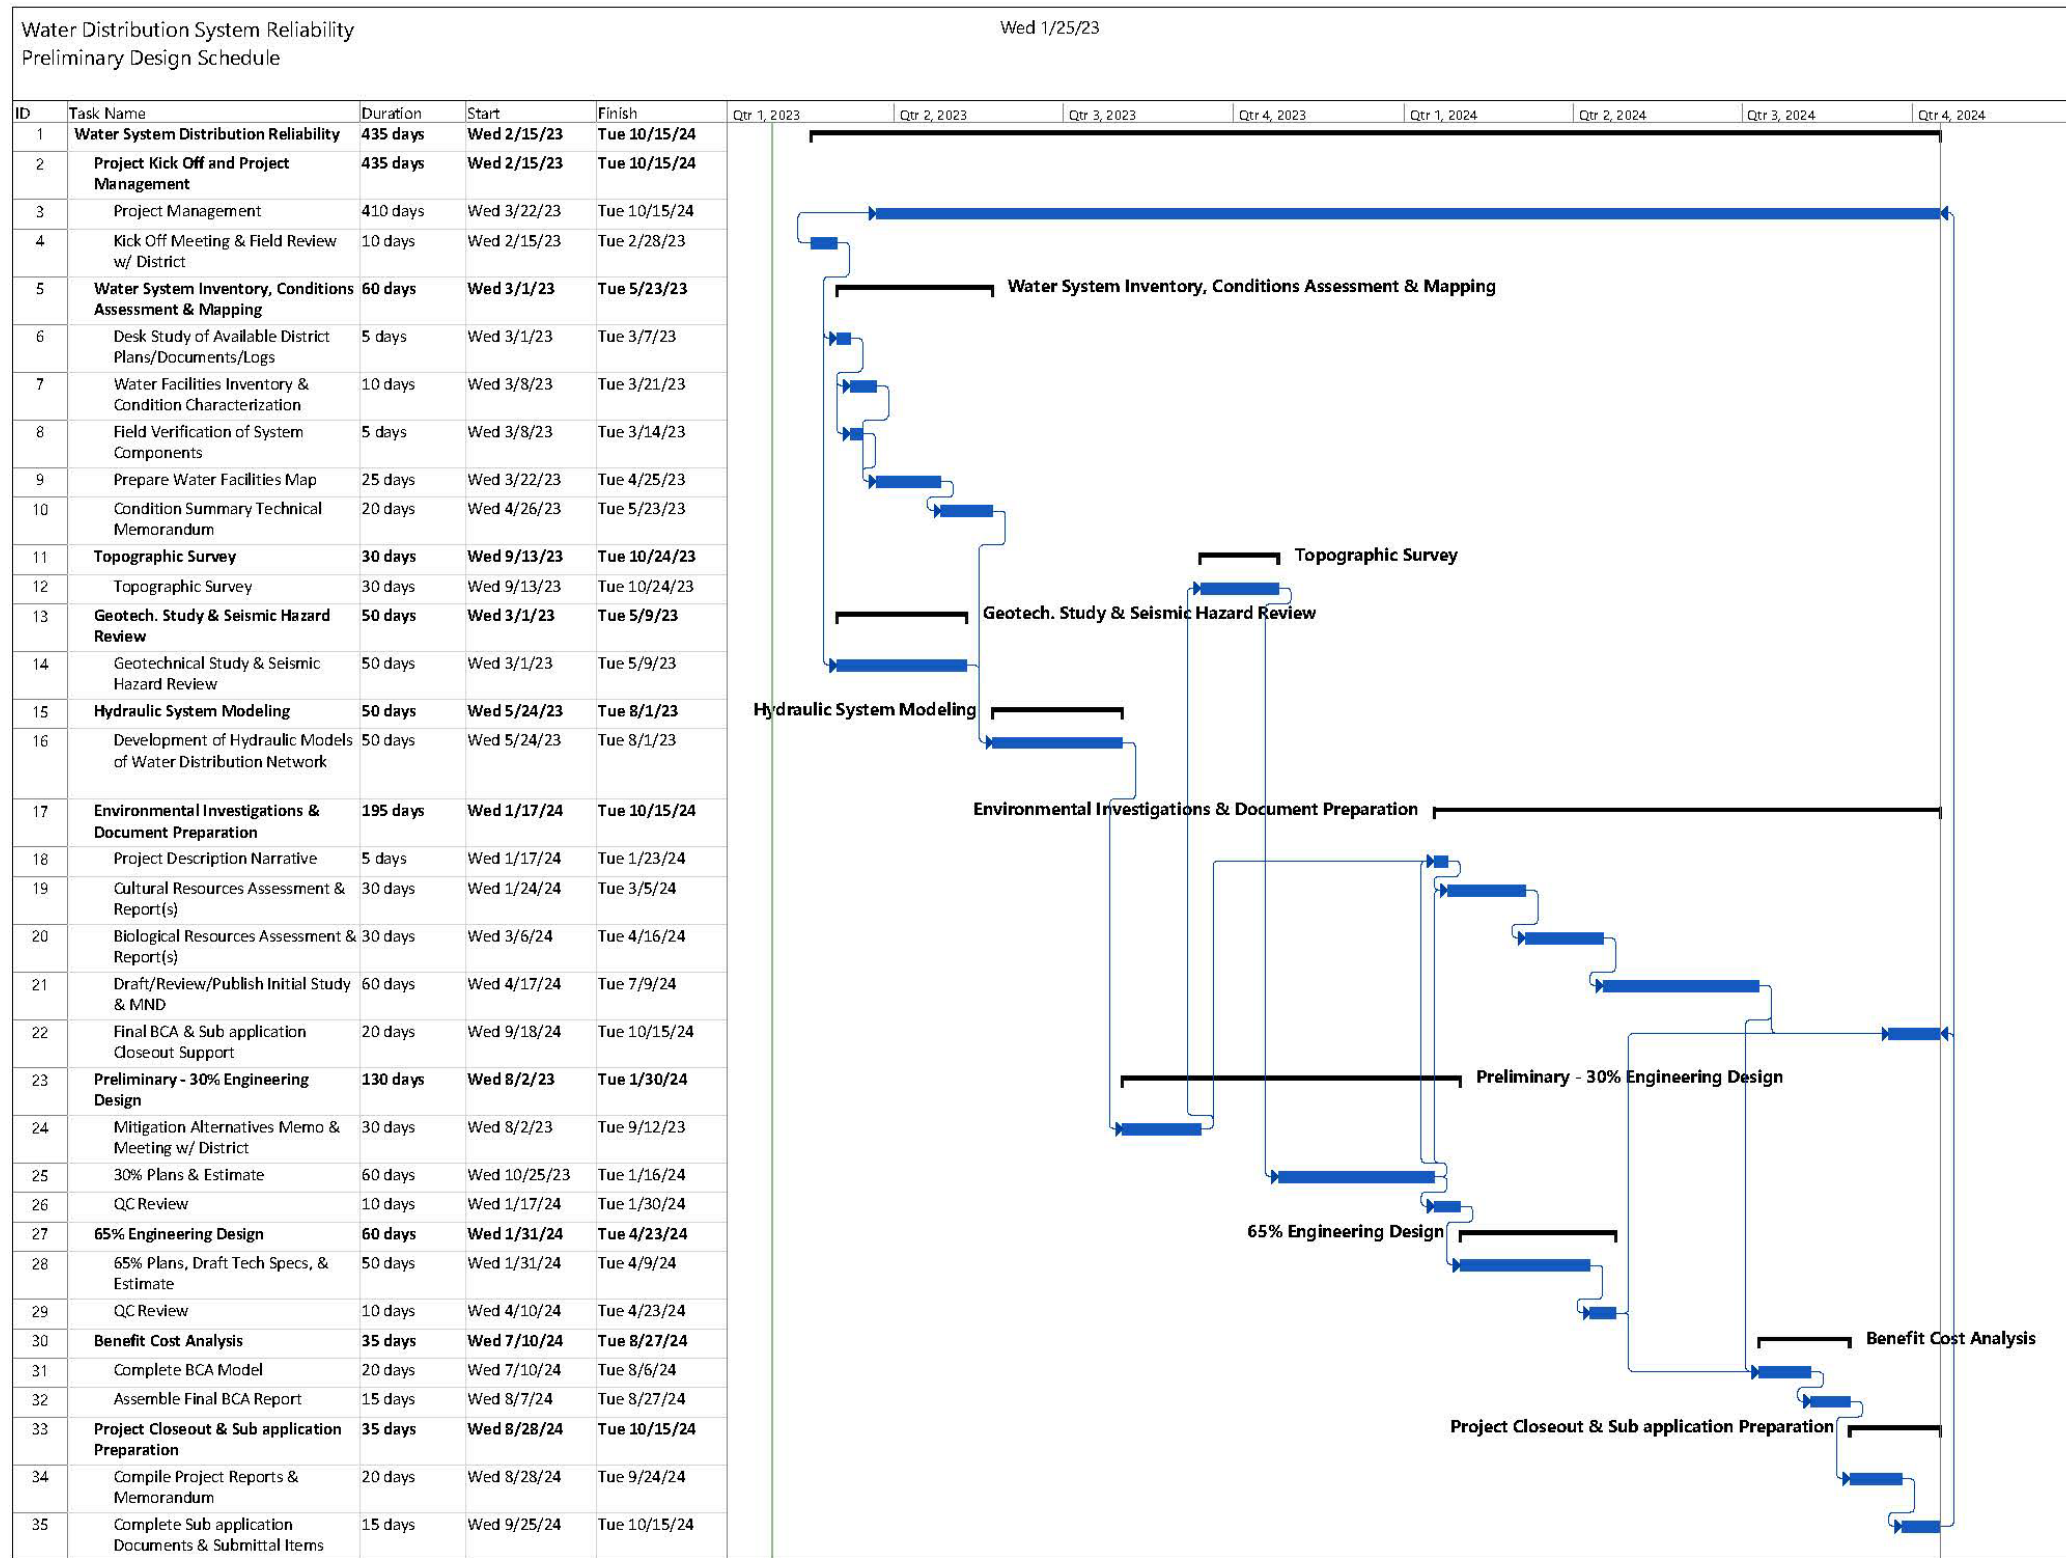 Water Distribution System Reliability
Preliminary Design Schedule
Wed 1/25/23
ID Task Name Duration Start Finish Qtr 1, 2023 Qtr 2, 2023 Qtr 3, 2023 Qtr 4, 2023 Qtr 1, 2024 Qtr 2, 2024 Qtr 3, 2024 Qtr 4, 2024
1 Water System Distribution Reliability 435 days Wed 2/15/23 Tue 10/15/24
2 Project Kick Off and Project 435 days Wed 2/15/23 Tue 10/15/24
Management
3 Project Management 410 days Wed 3/22/23 Tue 10/15/24
4 Kick Off Meeting & Field Review 10 days Wed 2/15/23 Tue 2/28/23
w/ District
5 Water System Inventory, Conditions 60 days Wed 3/1/23 Tue 5/23/23 Water System Inventory, Conditions Assessment & Mapping
Assessment & Mapping
6 Desk Study of Available District 5 days Wed 3/1/23 Tue 3/7/23
Plans/Documents/Logs
7 Water Facilities Inventory & 10 days Wed 3/8/23 Tue 3/21/23
Condition Characterization
8 Field Verification of System 5 days Wed 3/8/23 Tue 3/14/23
Components
9 Prepare Water Facilities Map 25 days Wed 3/22/23 Tue 4/25/23
10 Condition Summary Technical 20 days Wed 4/26/23 Tue 5/23/23
Memorandum
11 Topographic Survey 30 days Wed 9/13/23 Tue 10/24/23 Topographic Survey
12 Topographic Survey 30 days Wed 9/13/23 Tue 10/24/23
13 Geotech. Study & Seismic Hazard 50 days Wed 3/1/23 Tue 5/9/23 Geotech. Study & Seismic Hazard Review
Review
14 Geotechnical Study & Seismic 50 days Wed 3/1/23 Tue 5/9/23
Hazard Review
15 Hydraulic System Modeling 50 days Wed 5/24/23 Tue 8/1/23 Hydraulic System Modeling
16 Development of Hydraulic Models 50 days Wed 5/24/23 Tue 8/1/23
of Water Distribution Network
17 Environmental Investigations & 195 days Wed 1/17/24 Tue 10/15/24 Environmental Investigations & Document Preparation
Document Preparation
18 Project Description Narrative 5 days Wed 1/17/24 Tue 1/23/24
19 Cultural Resources Assessment & 30 days Wed 1/24/24 Tue 3/5/24
Report(s)
20 Biological Resources Assessment & 30 days Wed 3/6/24 Tue 4/16/24
Report(s)
21 Draft/Review/Publish Initial Study 60 days Wed 4/17/24 Tue 7/9/24
& MND
22 Final BCA & Sub application 20 days Wed 9/18/24 Tue 10/15/24
Closeout Support
23 Preliminary - 30% Engineering 130 days Wed 8/2/23 Tue 1/30/24 Preliminary - 30% Engineering Design
Design
24 Mitigation Alternatives Memo & 30 days Wed 8/2/23 Tue 9/12/23
Meeting w/ District
25 30% Plans & Estimate 60 days Wed 10/25/23 Tue 1/16/24
26 QC Review 10 days Wed 1/17/24 Tue 1/30/24
27 65% Engineering Design 60 days Wed 1/31/24 Tue 4/23/24 65% Engineering Design
28 65% Plans, Draft Tech Specs, & 50 days Wed 1/31/24 Tue 4/9/24
Estimate
29 QC Review 10 days Wed 4/10/24 Tue 4/23/24
30 Benefit Cost Analysis 35 days Wed 7/10/24 Tue 8/27/24 Benefit Cost Analysis
31 Complete BCA Model 20 days Wed 7/10/24 Tue 8/6/24
32 Assemble Final BCA Report 15 days Wed 8/7/24 Tue 8/27/24
33 Project Closeout & Sub application 35 days Wed 8/28/24 Tue 10/15/24 Project Closeout & Sub application Preparation
Preparation
34 Compile Project Reports & 20 days Wed 8/28/24 Tue 9/24/24
Memorandum
35 Complete Sub application 15 days Wed 9/25/24 Tue 10/15/24
Documents & Submittal Items